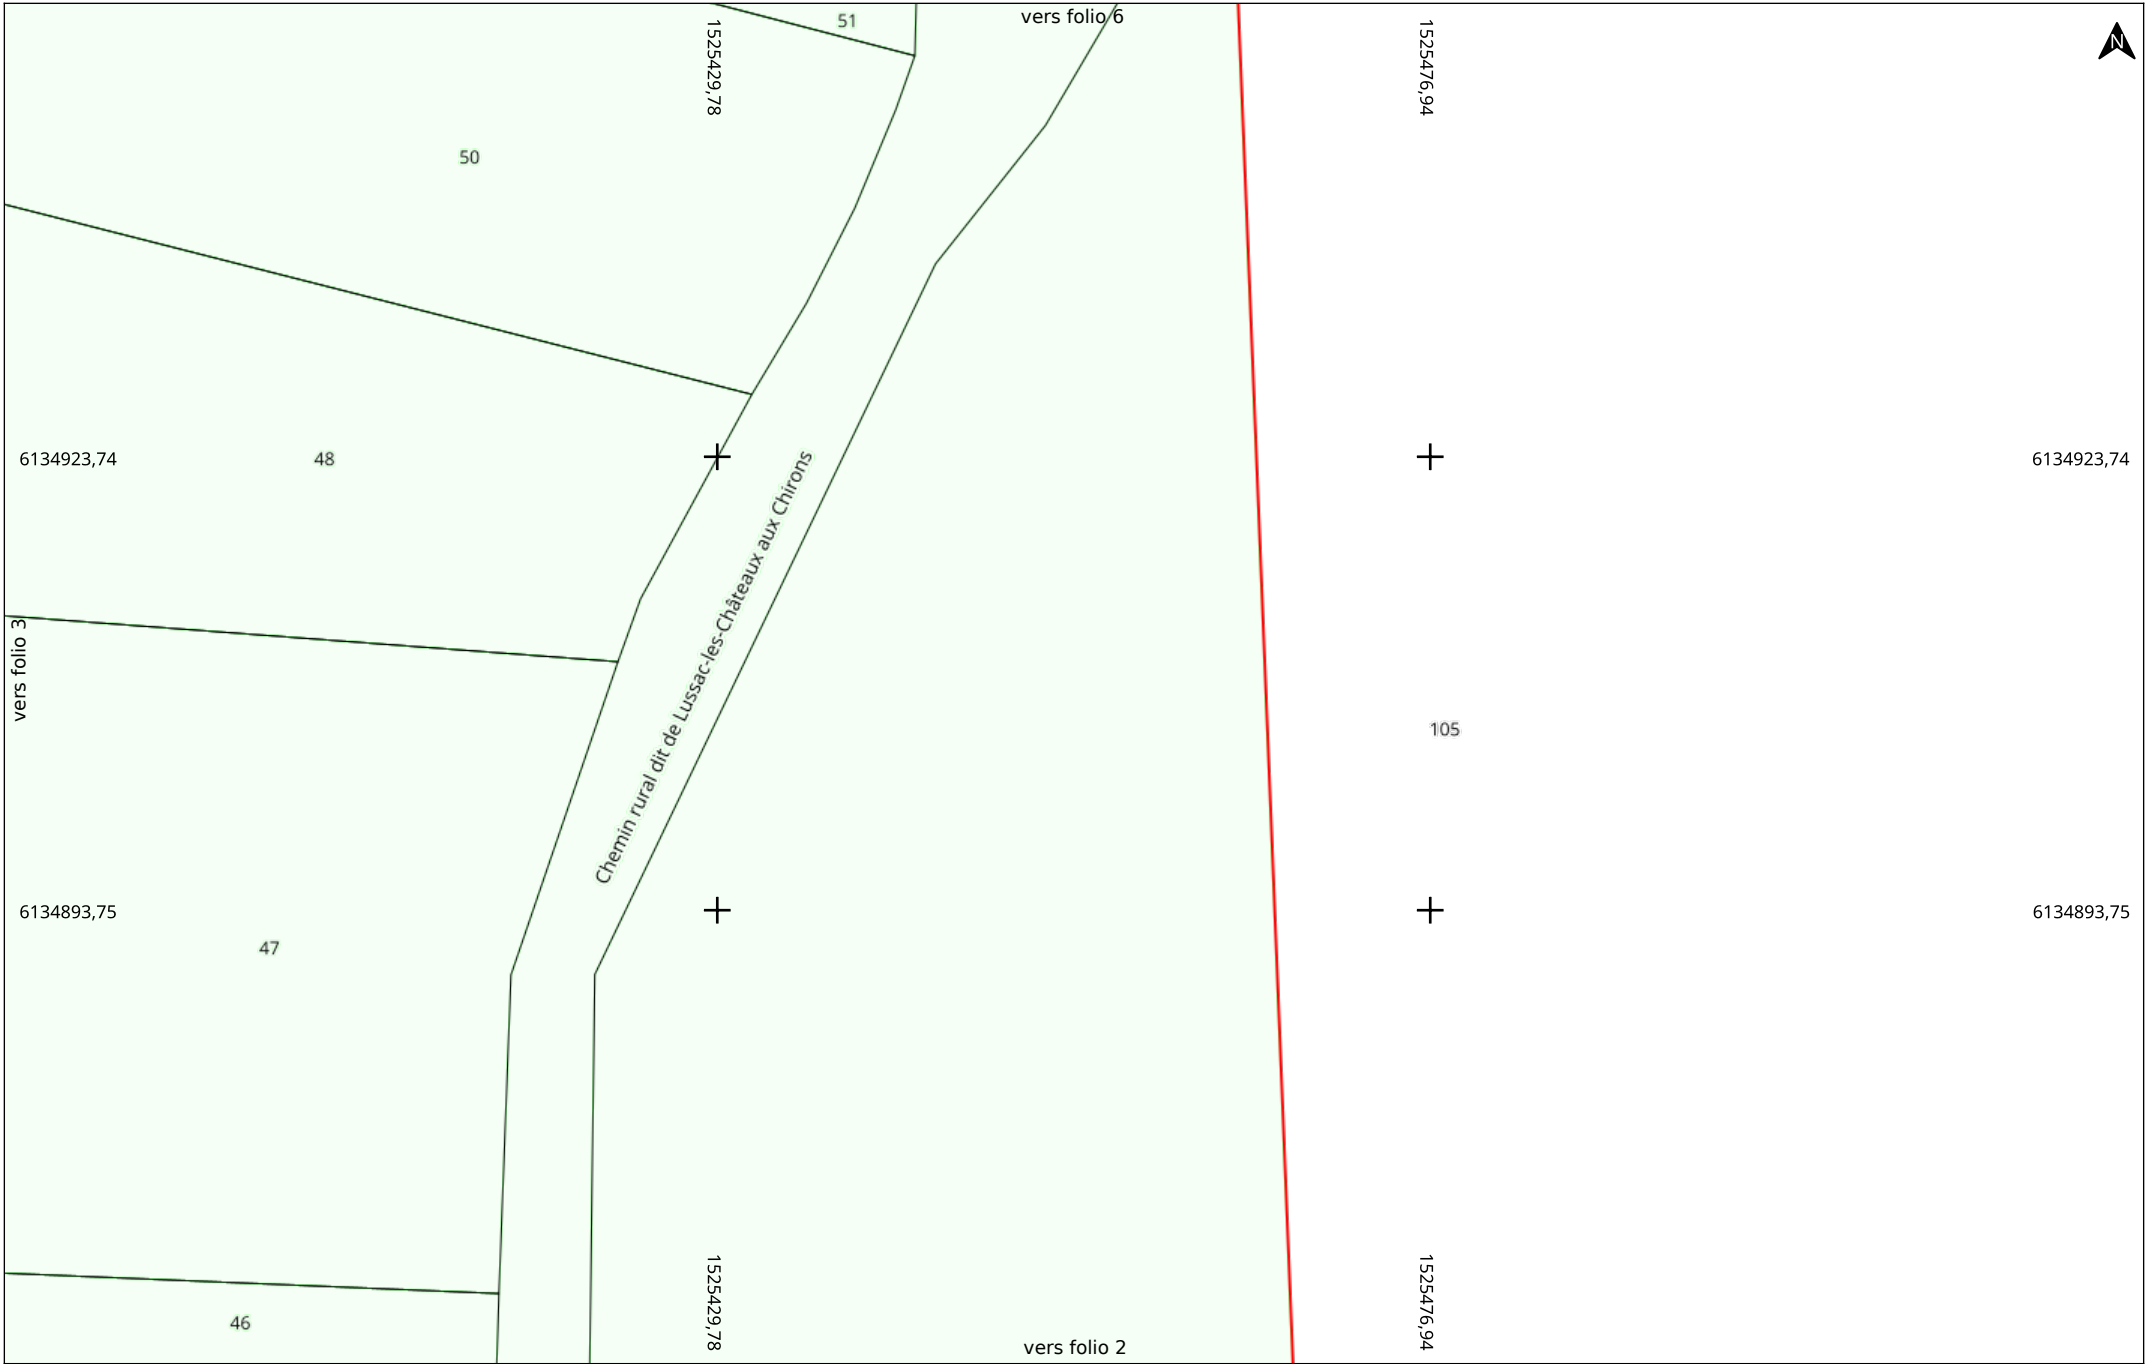 51
vers folio 6
1525429,78
1525476,94
N
50
6134923,74
48
6134923,74
Chemin rural dit de Lussac-les-Châteaux aux Chirons
vers folio 3
105
6134893,75
6134893,75
47
1525429,78
1525476,94
46
vers folio 2